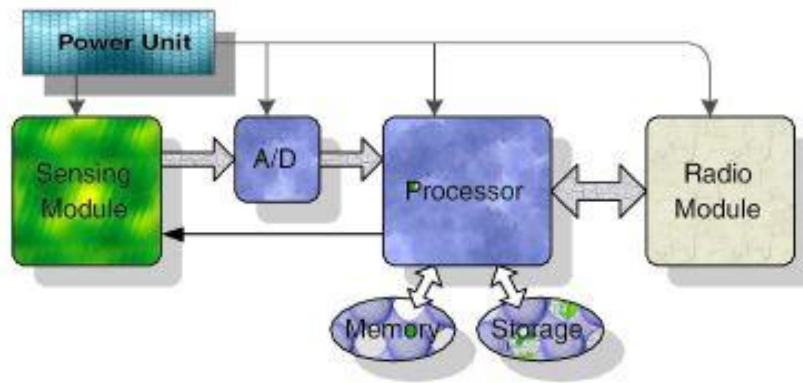 Power Unit
Sensing
Module
A/D
Processor
Radio
Module
Memory
Storage